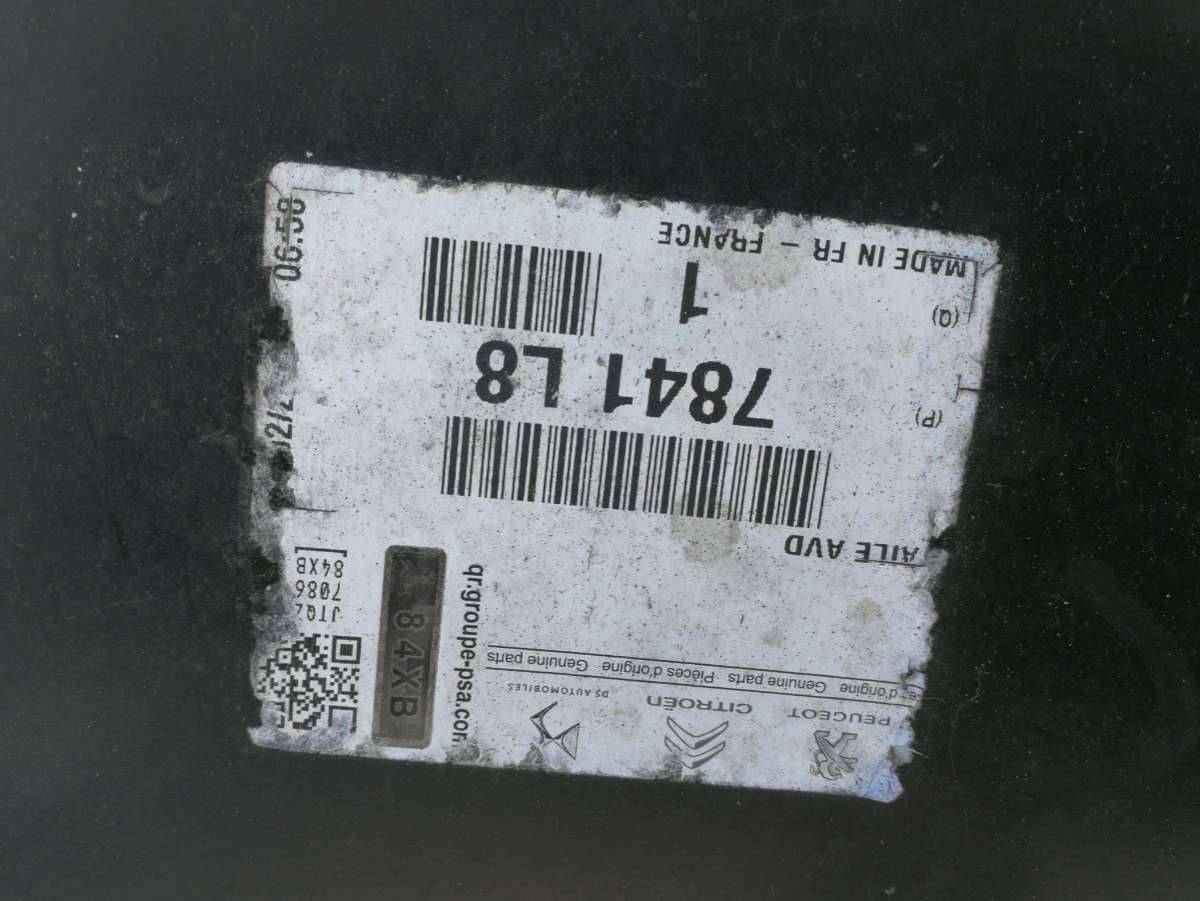 PEUGEOT
CITROËN
DS AUTOMOBILES
d'origine Genuine parts Pièces d'origine Genuine parts
AILE AVD
(P)
7841 L8
(Q)
1
MADE IN FR - FRANCE
qr.groupe-psa.com
84XB
JTQZ
7086
84XB
06:58